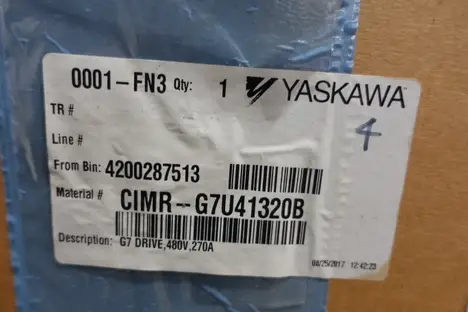 0001-FN3 Qty: 1 YASKAWA
TR #
4
Line #
From Bin: 4200287513
Material # CIMR--G7U41320B
Description: G7 DRIVE,480V,270A
08/25/2017 12:42:23